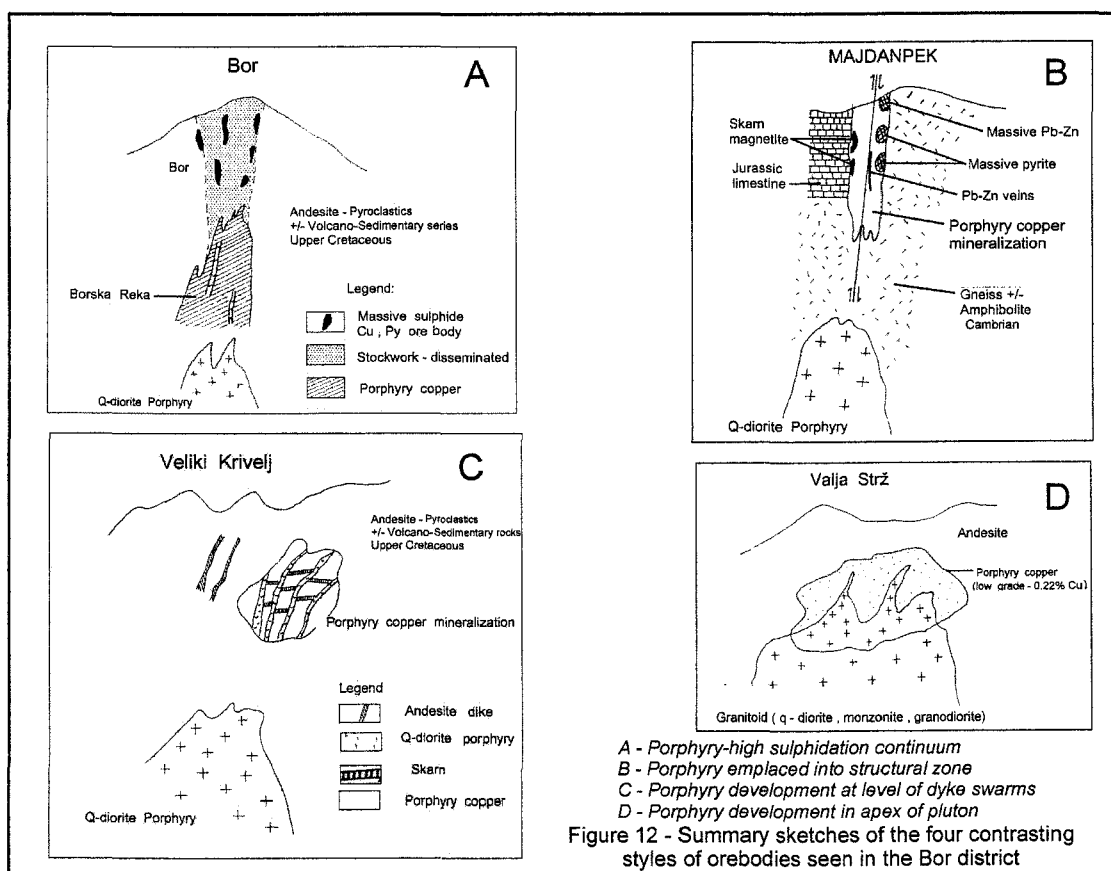 Bor
A
Bor
Andesite - Pyroclastics
+/- Volcano-Sedimentary series
Upper Cretaceous
Borska Reka
Legend:
Massive sulphide
Cu , Py ore body
Stockwork - disseminated
Porphyry copper
Q-diorite Porphyry
MAJDANPEK
B
Skarn
magnetite
Jurassic
limestine
Massive Pb-Zn
Massive pyrite
Pb-Zn veins
Porphyry copper
mineralization
Gneiss +/-
Amphibolite
Cambrian
Q-diorite Porphyry
Veliki Krivelj
C
Andesite - Pyroclastics
+/- Volcano-Sedimentary rocks
Upper Cretaceous
Porphyry copper mineralization
Legend
Andesite dike
Q-diorite porphyry
Skarn
Porphyry copper
Q-diorite Porphyry
Valja Strž
D
Andesite
Porphyry copper
(low grade - 0.22% Cu)
Granitoid ( q - diorite , monzonite , granodiorite)
A - Porphyry-high sulphidation continuum
B - Porphyry emplaced into structural zone
C - Porphyry development at level of dyke swarms
D - Porphyry development in apex of pluton
Figure 12 - Summary sketches of the four contrasting
styles of orebodies seen in the Bor district